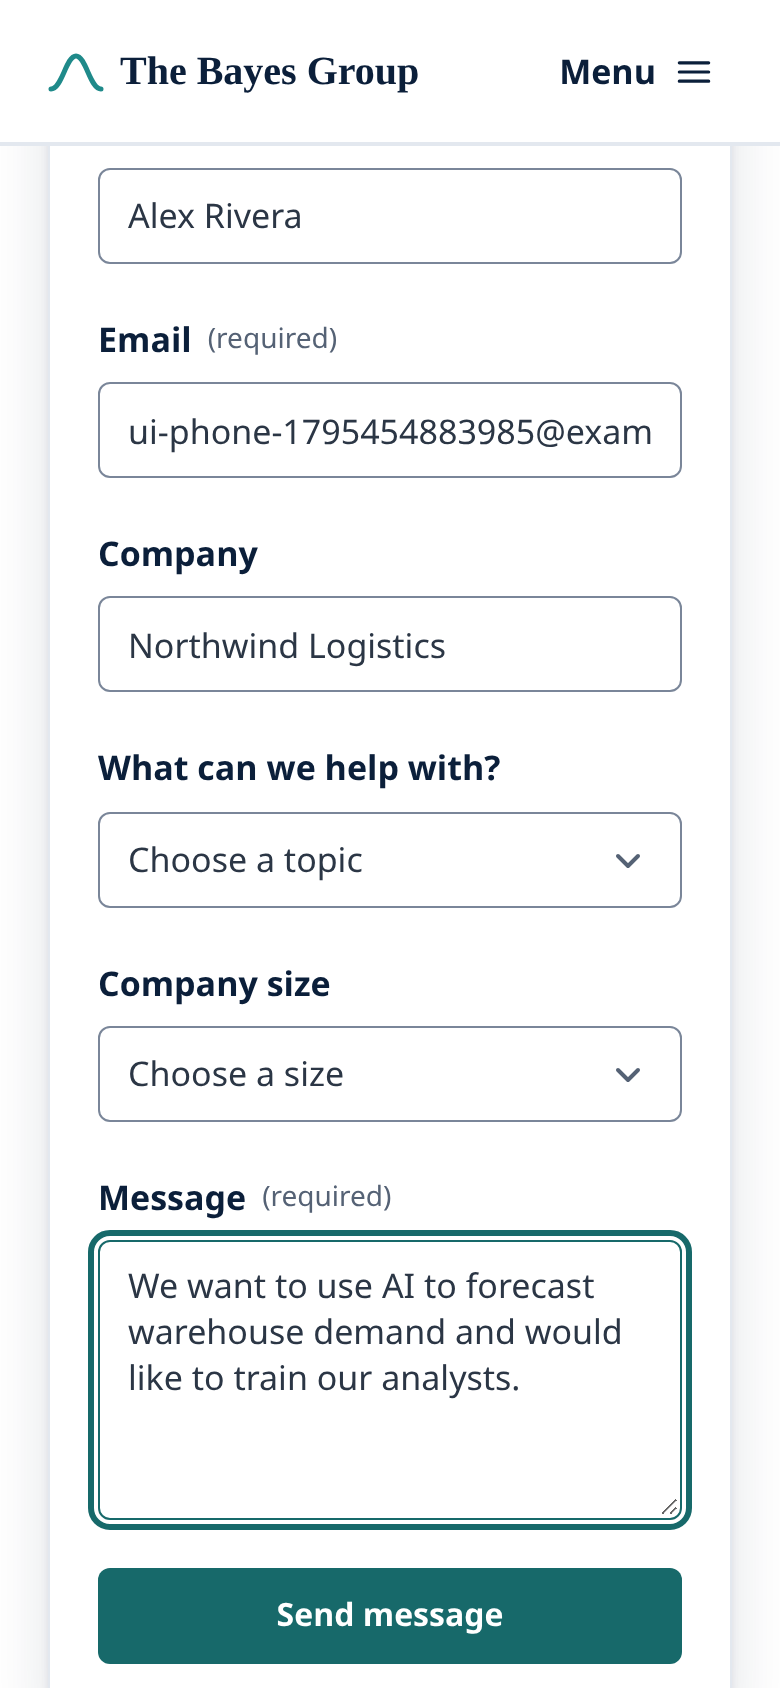 The Bayes Group
Menu
Alex Rivera
Email (required)
ui-phone-1795454883985@exam
Company
Northwind Logistics
What can we help with?
Choose a topic
Company size
Choose a size
Message (required)
We want to use AI to forecast
warehouse demand and would
like to train our analysts.
Send message